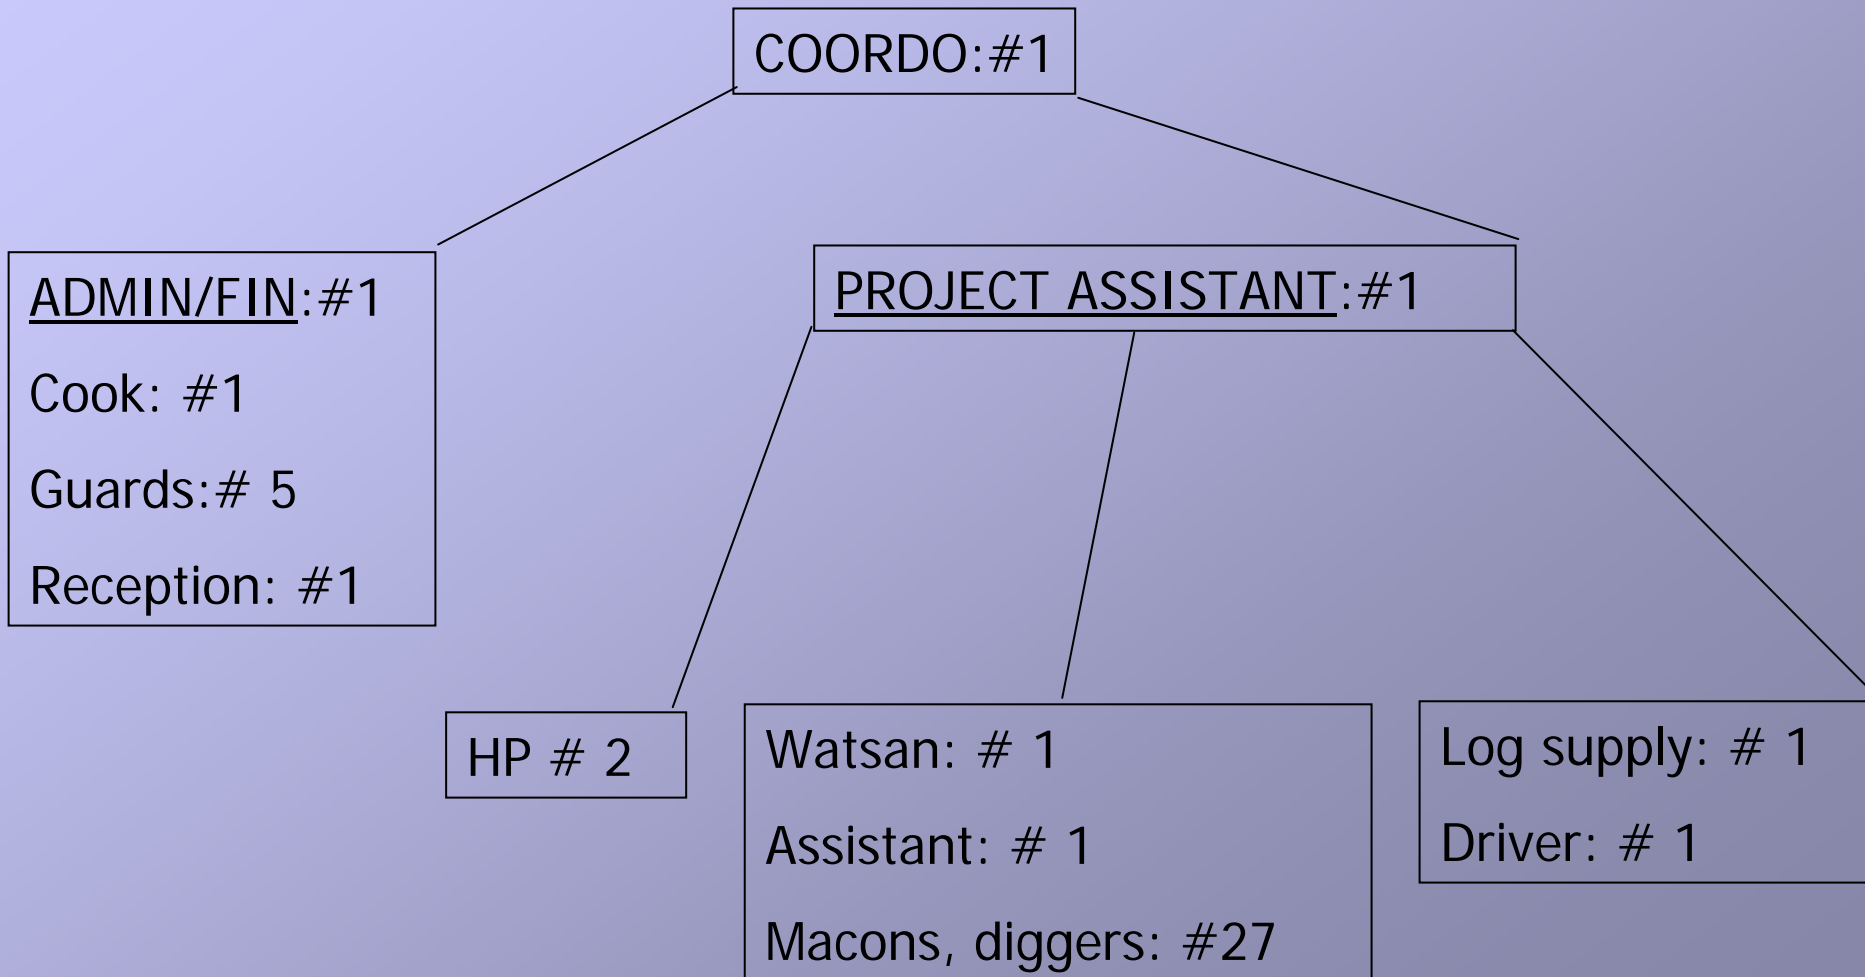 COORDO:#1
ADMIN/FIN:#1
Cook: #1
Guards:# 5
Reception: #1
PROJECT ASSISTANT:#1
HP # 2
Watsan: # 1
Assistant: # 1
Macons, diggers: #27
Log supply: # 1
Driver: # 1